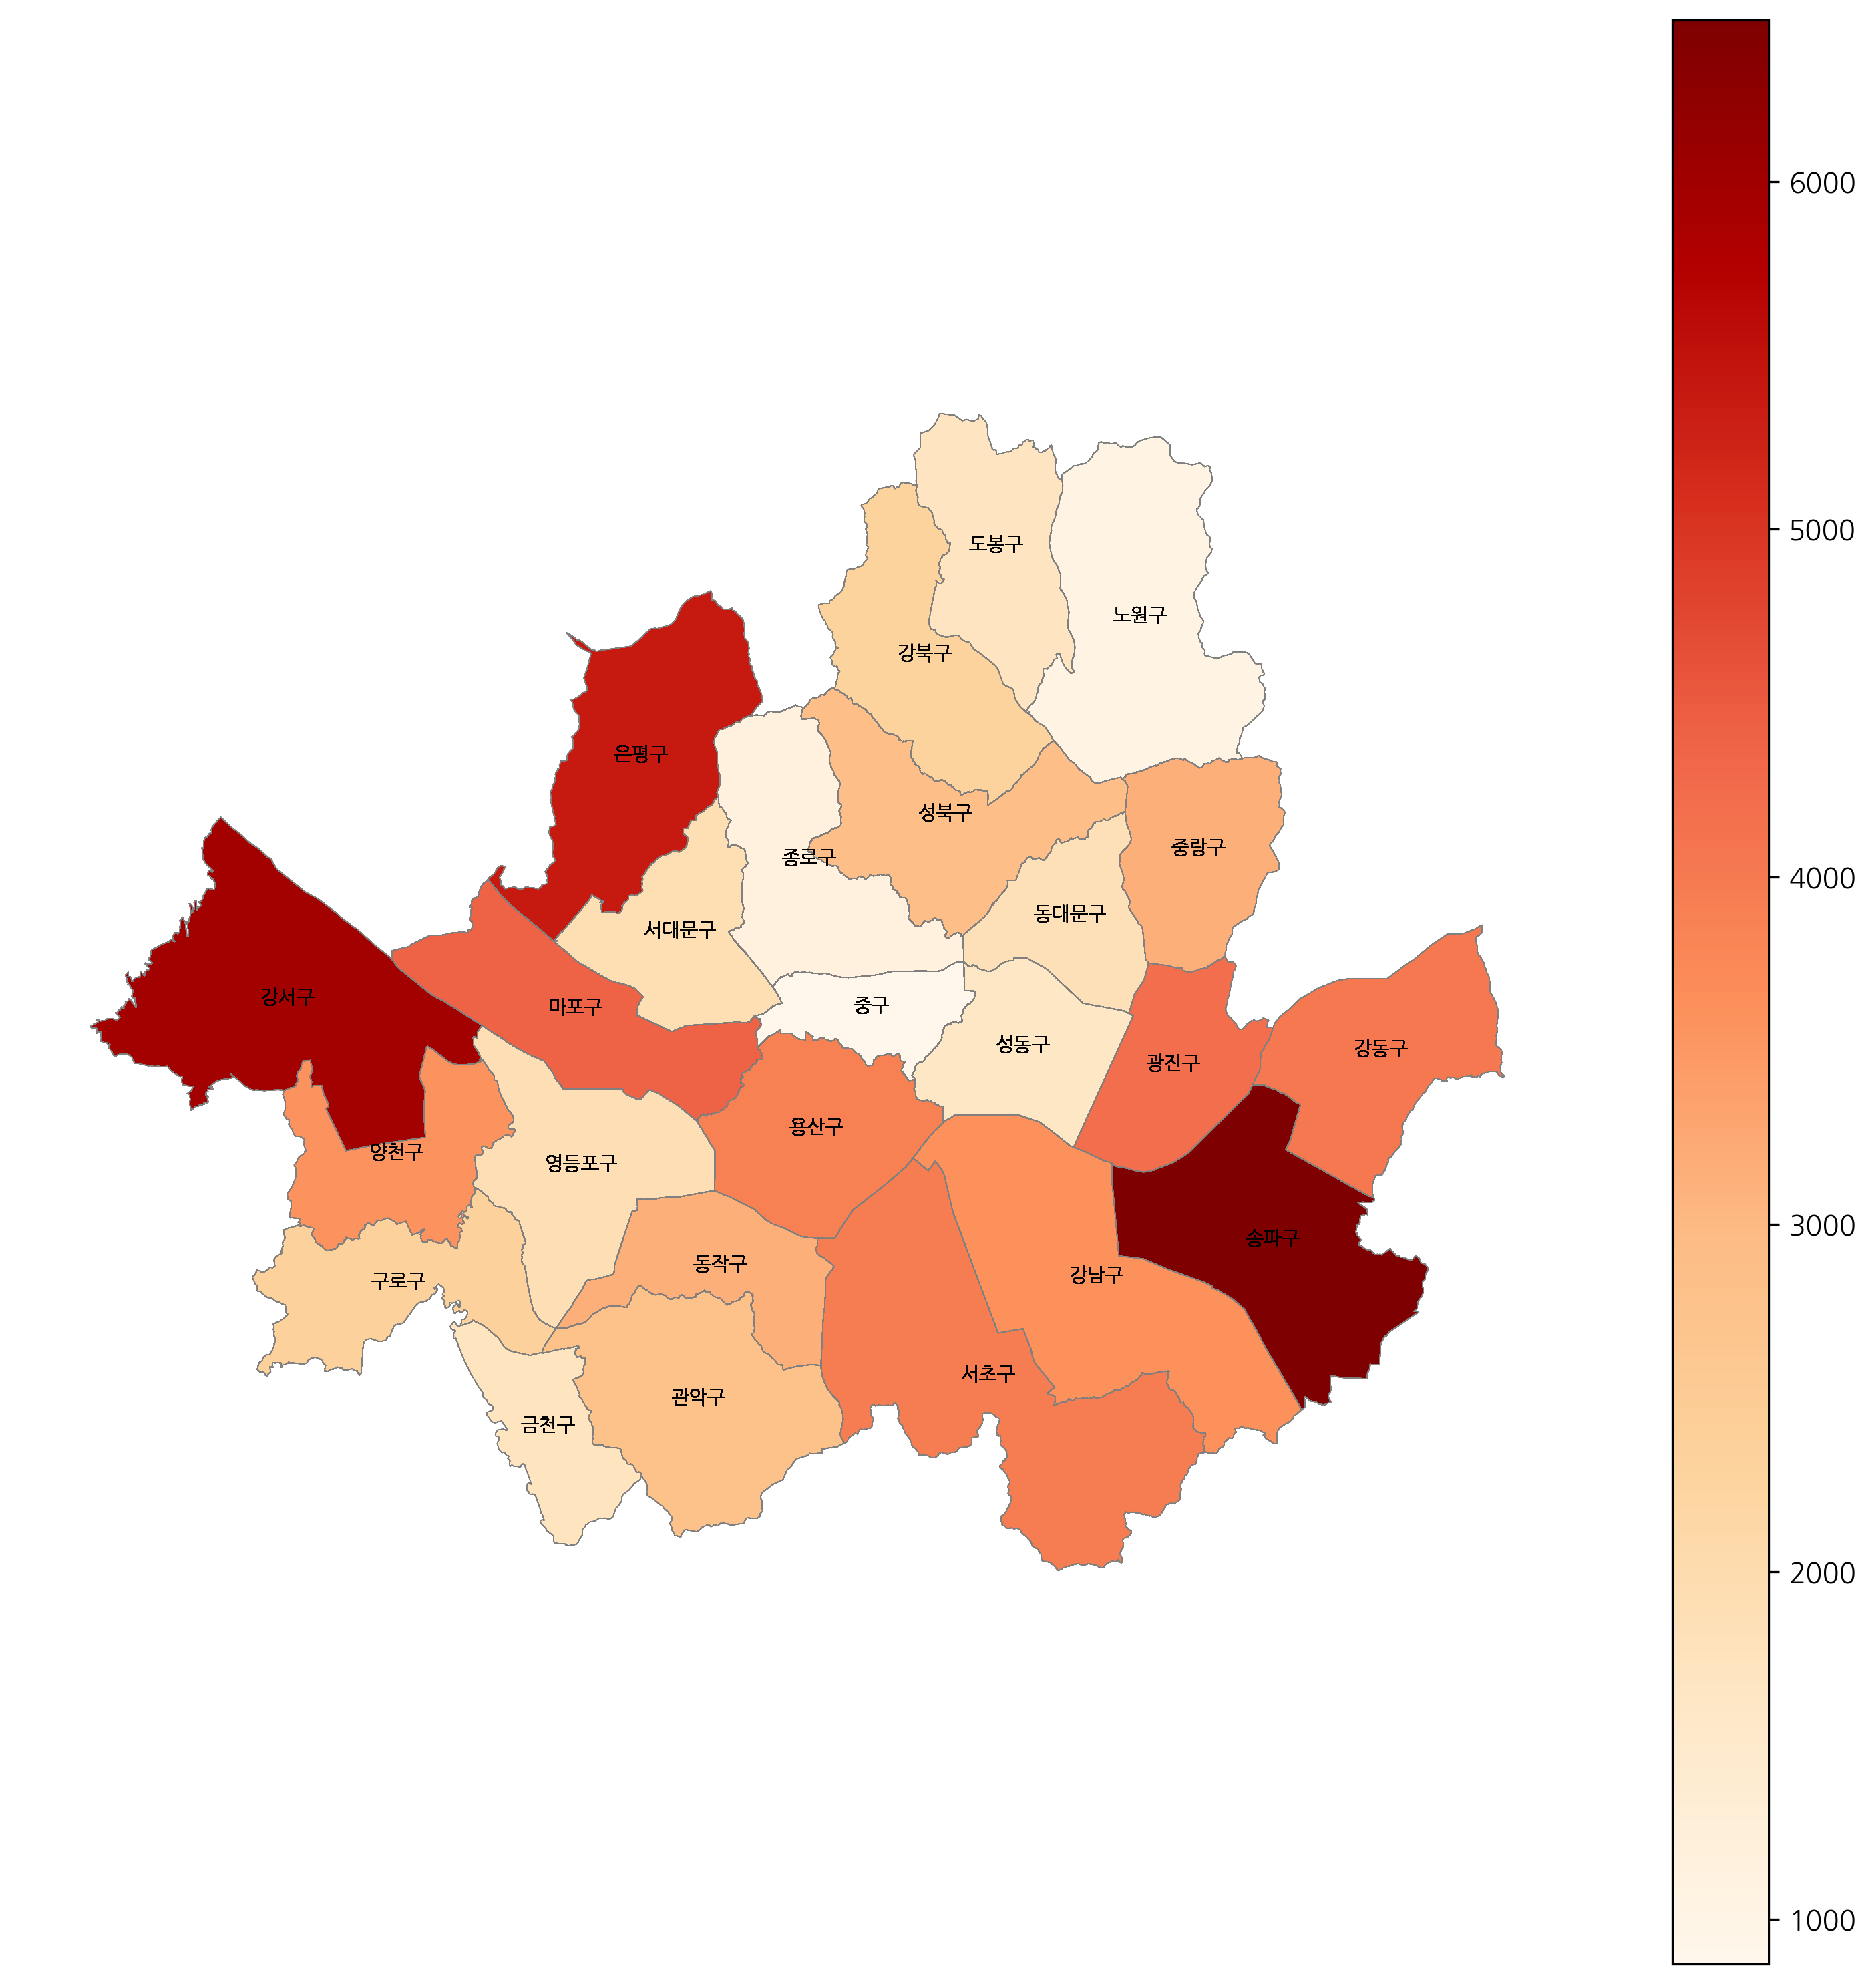 6000
5000
도봉구
노원구
강북구
은평구
성북구
중랑구
종로구
4000
동대문구
서대문구
강서구
중구
마포구
성동구
강동구
광진구
용산구
양천구
영등포구
3000
송파구
동작구
강남구
구로구
서초구
관악구
금천구
2000
1000